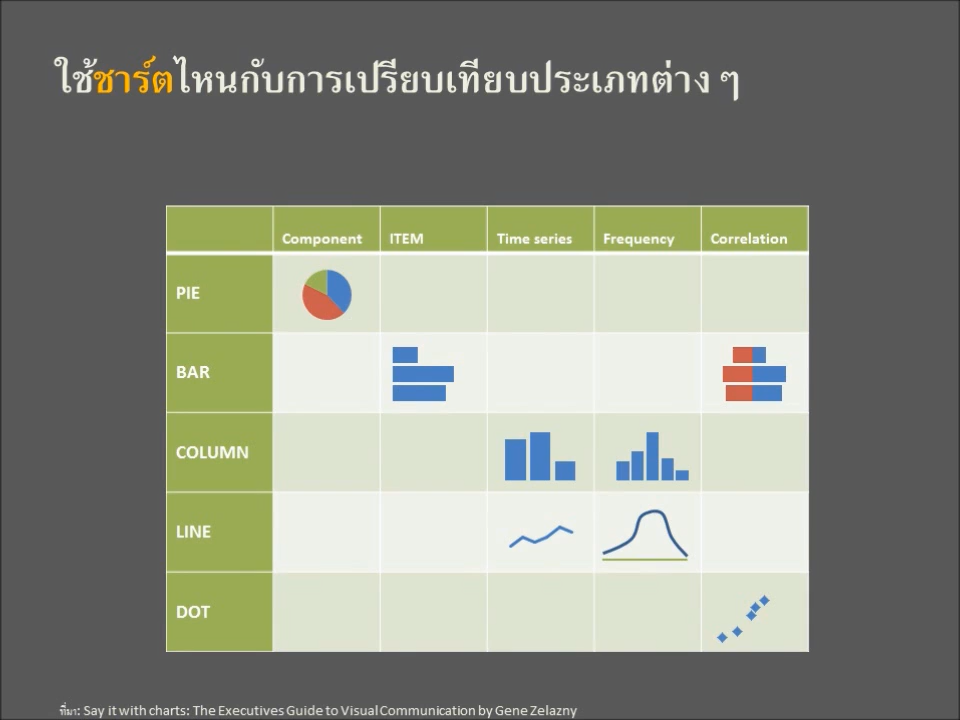 ใช้ชาร์ตไหนกับการเปรียบเทียบประเภทต่าง ๆ
Component ITEM Time series Frequency Correlation
PIE
BAR
COLUMN
LINE
DOT
ที่มา: Say it with charts: The Executives Guide to Visual Communication by Gene Zelazny